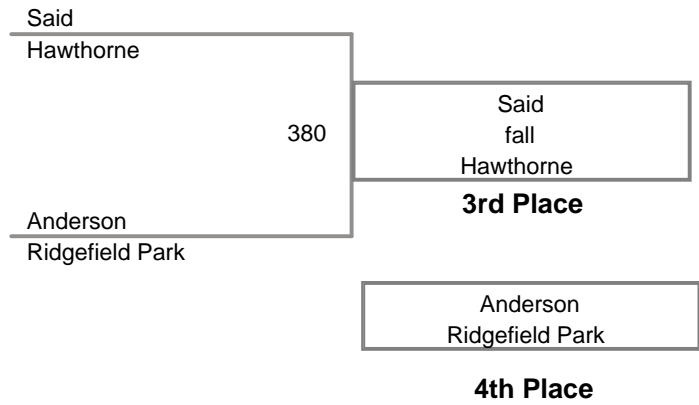 Said
Hawthorne
380
Said
fall
Hawthorne
3rd Place
Anderson
Ridgefield Park
Anderson
Ridgefield Park
4th Place